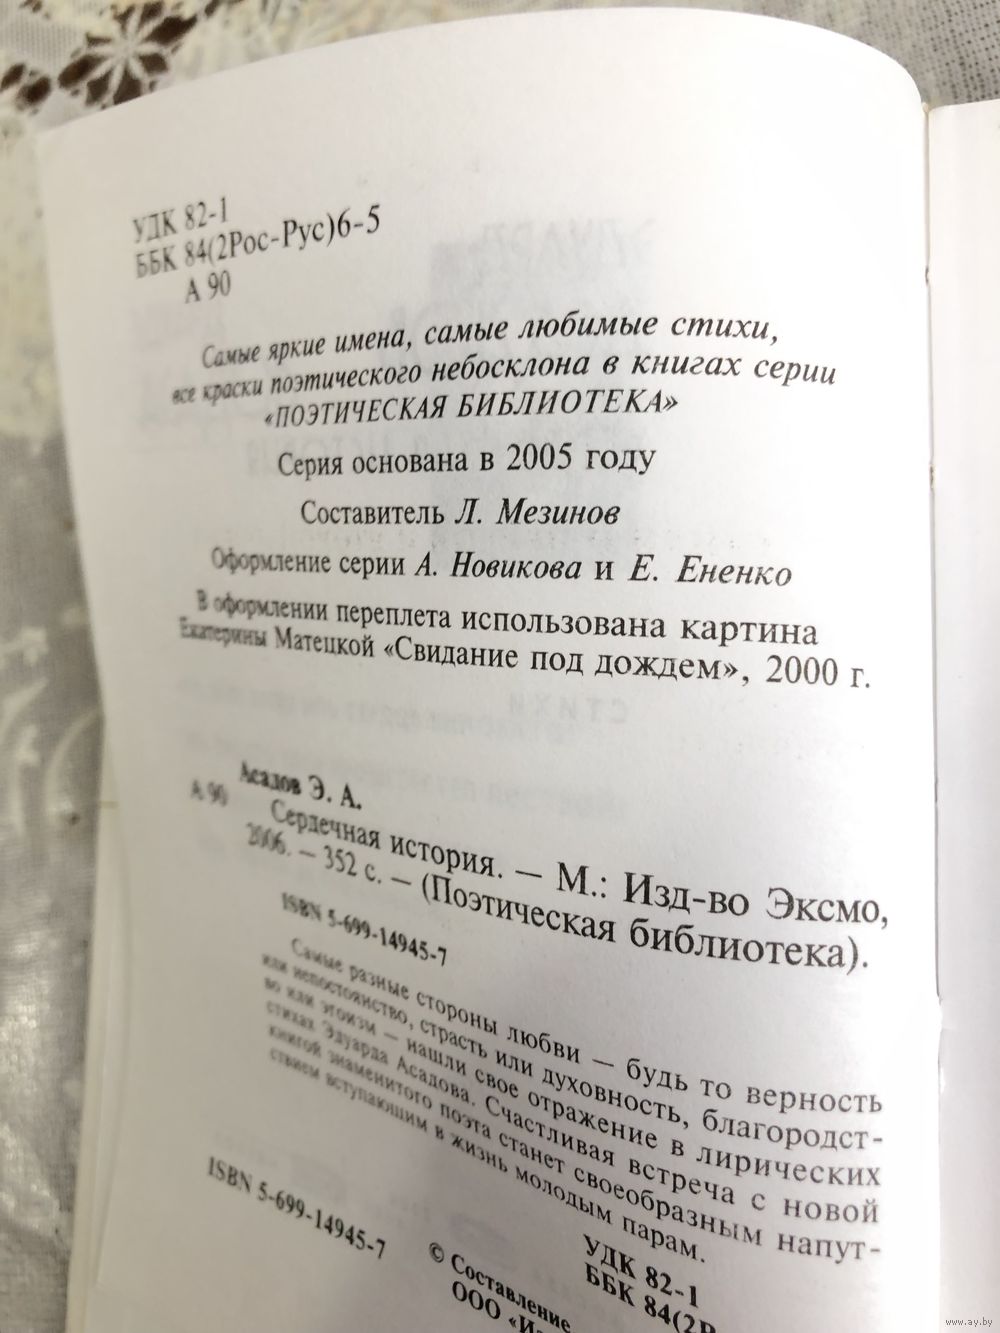 УДК 82-1
ББК 84(2Рос-Рус)6-5
А 90
Самые яркие имена, самые любимые стихи,
все краски поэтического небосклона в книгах серии
«ПОЭТИЧЕСКАЯ БИБЛИОТЕКА»
Серия основана в 2005 году
Составитель Л. Мезинов
Оформление серии А. Новикова и Е. Ененко
В оформлении переплета использована картина
Екатерины Матецкой «Свидание под дождем», 2000 г.
Асадов Э. А.
А 90 Сердечная история. — М.: Изд-во Эксмо,
2006. — 352 с. — (Поэтическая библиотека).
ISBN 5-699-14945-7
Самые разные стороны любви — будь то верность
или непостоянство, страсть или духовность, благородст-
во или эгоизм — нашли свое отражение в лирических
стихах Эдуарда Асадова. Счастливая встреча с новой
книгой знаменитого поэта станет своеобразным напут-
ствием вступающим в жизнь молодым парам.
УДК 82-1
ББК 84(2Р
ISBN 5-699-14945-7
© Составление
ООО «И
www.ay.by